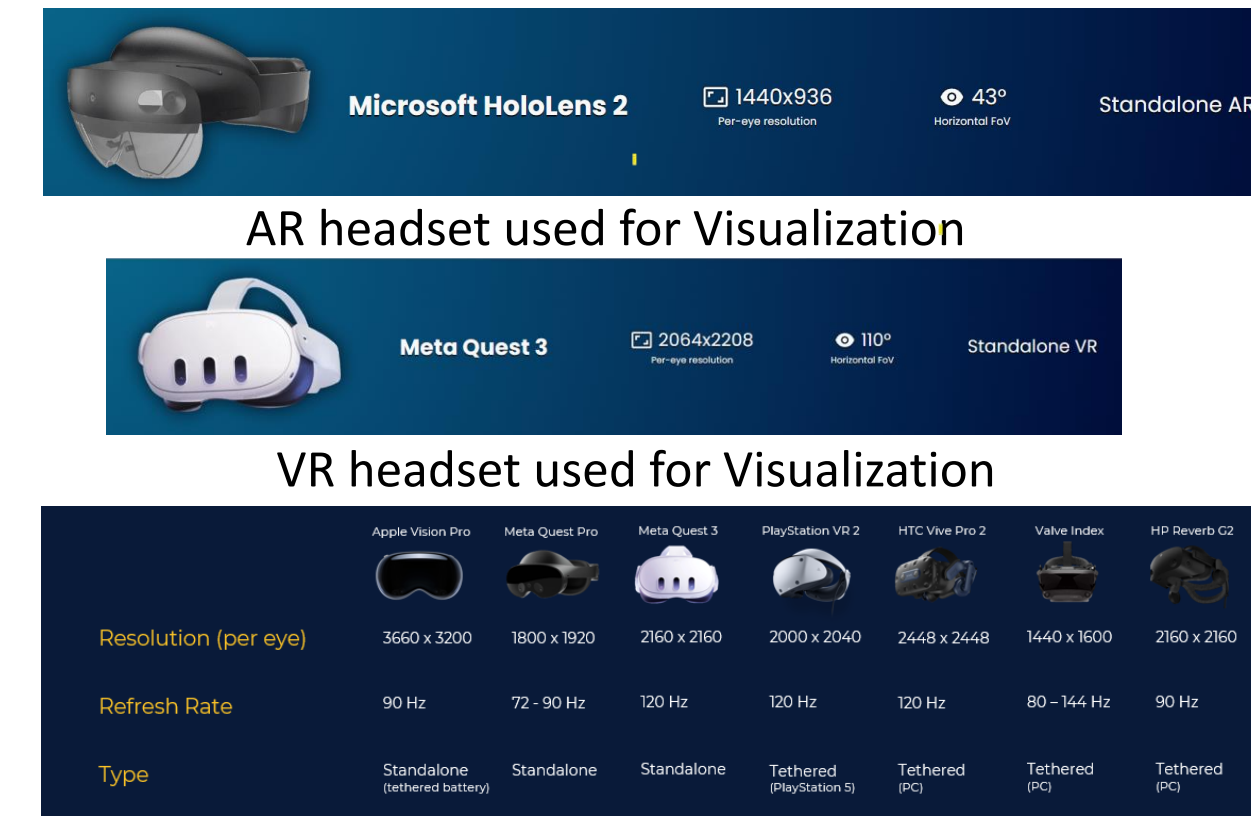 Microsoft HoloLens 2 1440x936 43° Standalone AR
Per-eye resolution Horizontal FoV
AR headset used for Visualization
Meta Quest 3 2064x2208 110° Standalone VR
Per-eye resolution Horizontal FoV
VR headset used for Visualization
Apple Vision Pro Meta Quest Pro Meta Quest 3 PlayStation VR 2 HTC Vive Pro 2 Valve Index HP Reverb G2
Resolution (per eye) 3660 x 3200 1800 x 1920 2160 x 2160 2000 x 2040 2448 x 2448 1440 x 1600 2160 x 2160
Refresh Rate 90 Hz 72 - 90 Hz 120 Hz 120 Hz 120 Hz 80 – 144 Hz 90 Hz
Type Standalone Standalone Standalone Tethered Tethered Tethered Tethered
(tethered battery) (PlayStation 5) (PC) (PC) (PC)